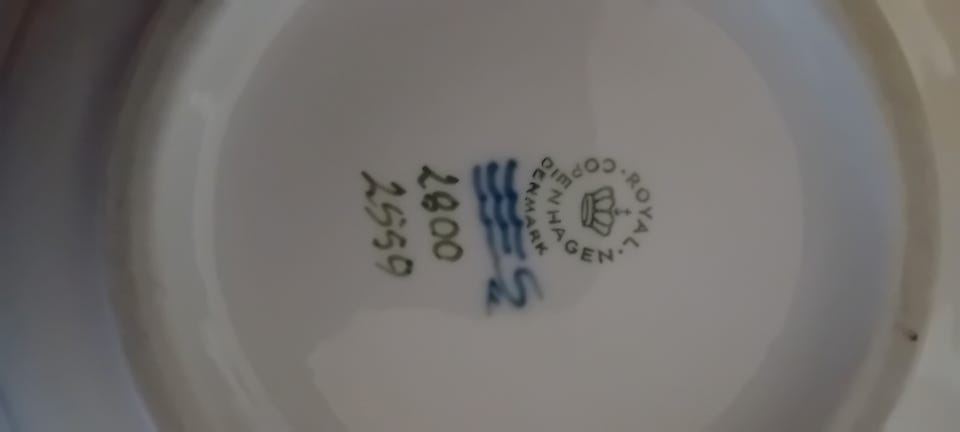 ROYAL · COPENHAGEN ·
DENMARK
2800
2559